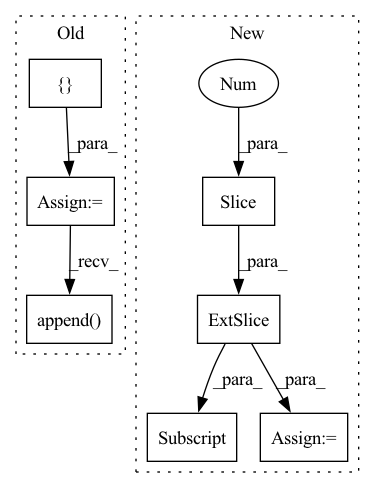 Old
New
{}
Num
_para_
_para_
Assign:=
Slice
_recv_
_para_
append()
ExtSlice
_para_
_para_
Subscript
Assign:=